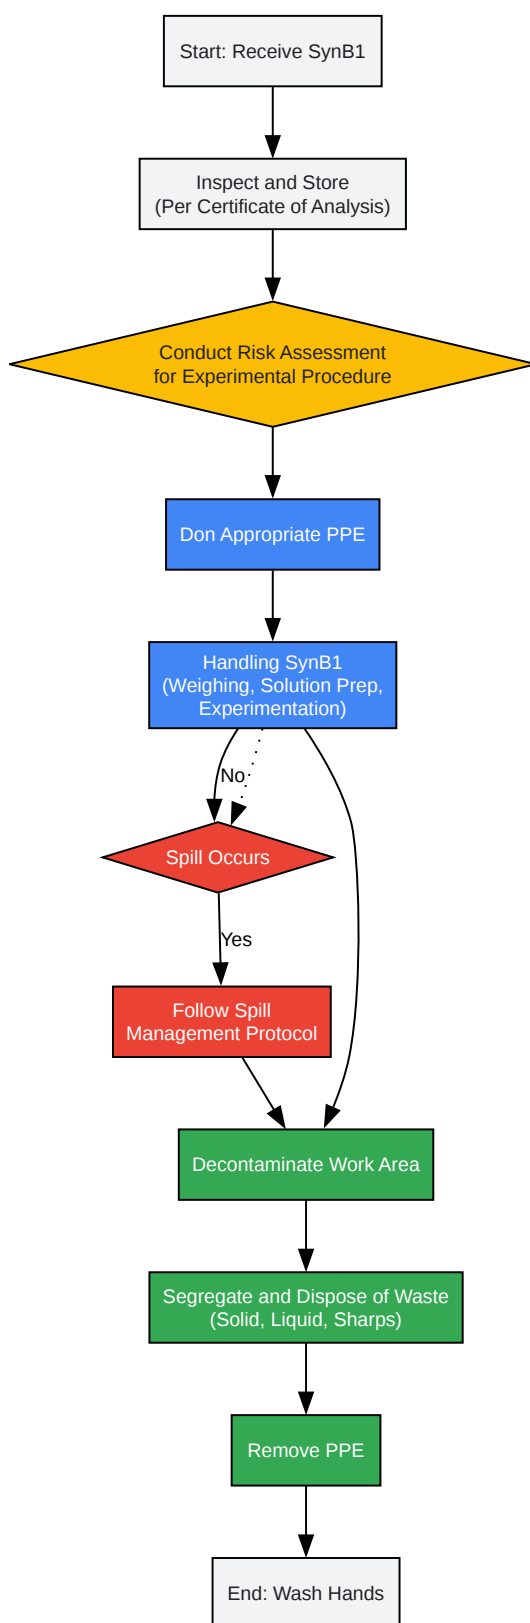 Start: Receive SynB1
Inspect and Store
(Per Certificate of Analysis)
Conduct Risk Assessment
for Experimental Procedure
Don Appropriate PPE
Handling SynB1
(Weighing, Solution Prep,
Experimentation)
No
Spill Occurs
Yes
Follow Spill
Management Protocol
Decontaminate Work Area
Segregate and Dispose of Waste
(Solid, Liquid, Sharps)
Remove PPE
End: Wash Hands